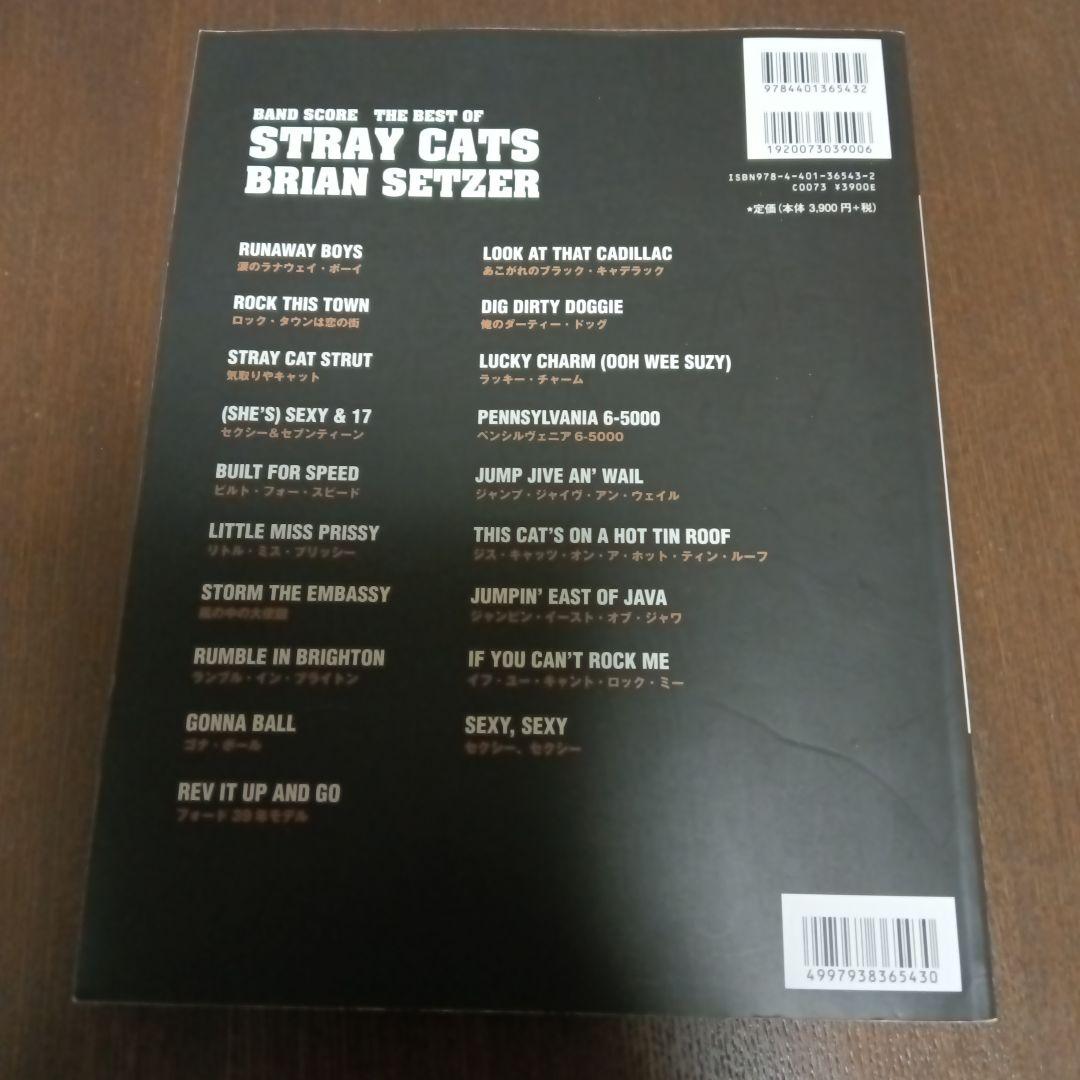 9784401365432
1920073039006
ISBN978-4-401-36543-2
C0073 ¥3900E
★定価(本体 3,900円+税)
BAND SCORE THE BEST OF
STRAY CATS
BRIAN SETZER
RUNAWAY BOYS
涙のラナウェイ・ボーイ
ROCK THIS TOWN
ロック・タウンは恋の街
STRAY CAT STRUT
気取りやキャット
(SHE'S) SEXY & 17
セクシー&セブンティーン
BUILT FOR SPEED
ビルト・フォー・スピード
LITTLE MISS PRISSY
リトル・ミス・プリッシー
STORM THE EMBASSY
嵐の中の大使館
RUMBLE IN BRIGHTON
ランブル・イン・ブライトン
GONNA BALL
ゴナ・ボール
REV IT UP AND GO
フォード39年モデル
LOOK AT THAT CADILLAC
あこがれのブラック・キャデラック
DIG DIRTY DOGGIE
俺のダーティー・ドッグ
LUCKY CHARM (OOH WEE SUZY)
ラッキー・チャーム
PENNSYLVANIA 6-5000
ペンシルヴェニア6-5000
JUMP JIVE AN' WAIL
ジャンプ・ジャイヴ・アン・ウェイル
THIS CAT'S ON A HOT TIN ROOF
ジス・キャッツ・オン・ア・ホット・ティン・ルーフ
JUMPIN' EAST OF JAVA
ジャンピン・イースト・オブ・ジャワ
IF YOU CAN'T ROCK ME
イフ・ユー・キャント・ロック・ミー
SEXY, SEXY
セクシー、セクシー
4997938365430